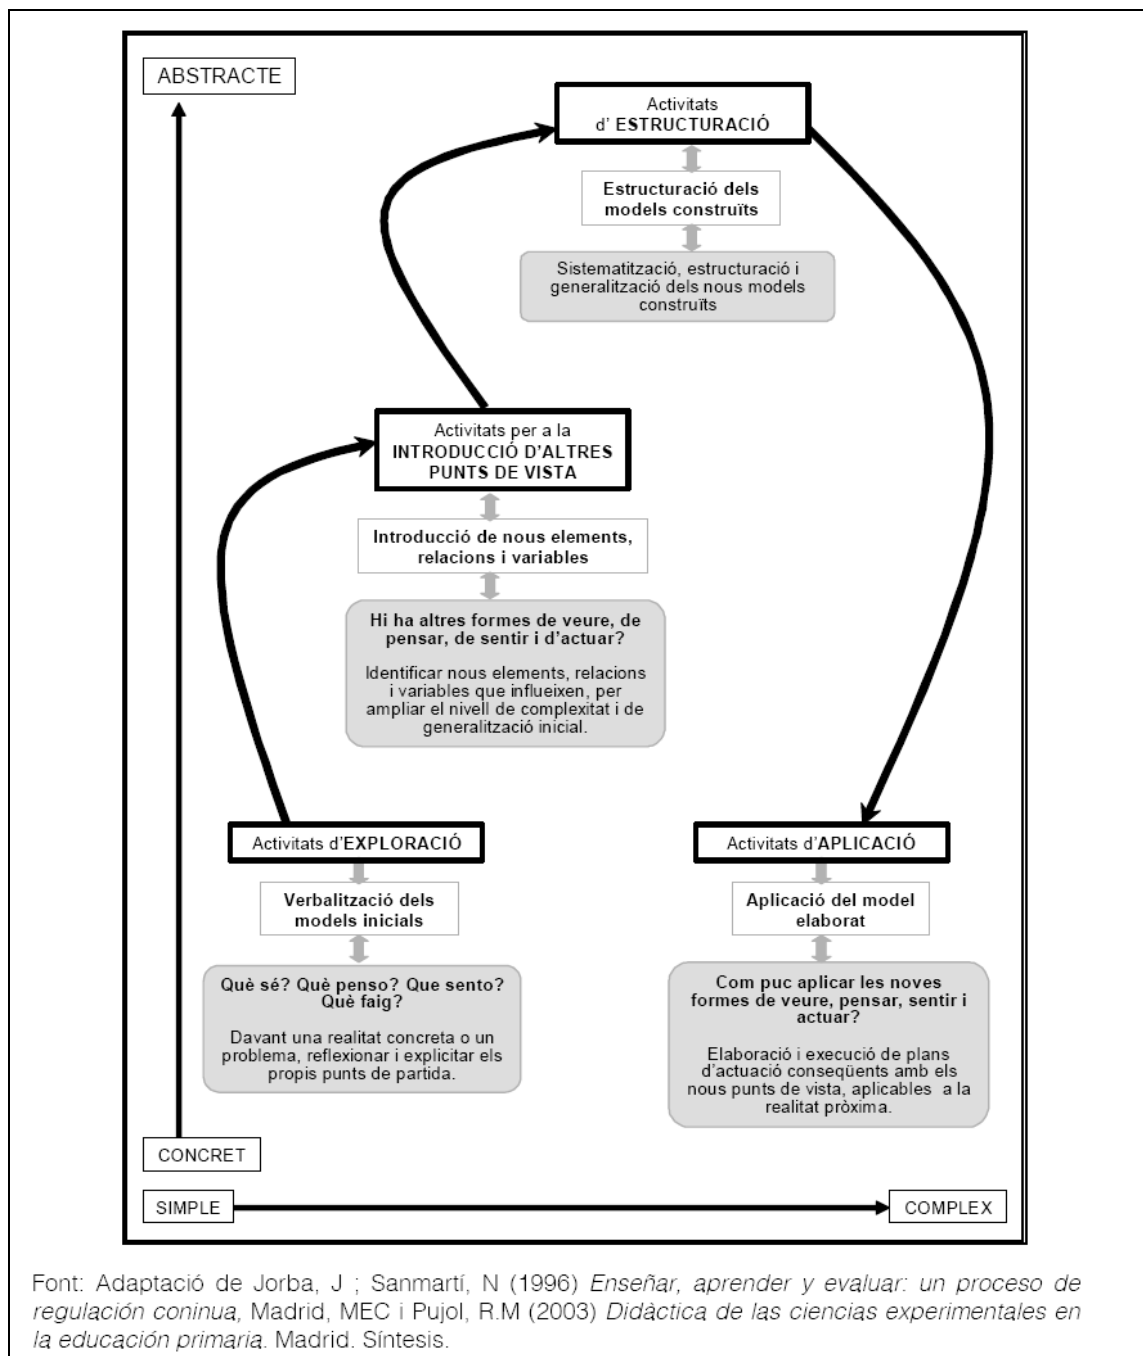 ABSTRACTE
Activitats
d' ESTRUCTURACIÓ
Estructuració dels
models construïts
Sistematització, estructuració i
generalització dels nous models
construïts
Activitats per a la
INTRODUCCIÓ D'ALTRES
PUNTS DE VISTA
Introducció de nous elements,
relacions i variables
Hi ha altres formes de veure, de
pensar, de sentir i d'actuar?
Identificar nous elements, relacions
i variables que influeixen, per
ampliar el nivell de complexitat i de
generalització inicial.
Activitats d'EXPLORACIÓ
Verbalització dels
models inicials
Què sé? Què penso? Que sento?
Què faig?
Davant una realitat concreta o un
problema, reflexionar i explicitar els
propis punts de partida.
Activitats d'APLICACIÓ
Aplicació del model
elaborat
Com puc aplicar les noves
formes de veure, pensar, sentir i
actuar?
Elaboració i execució de plans
d'actuació conseqüents amb els
nous punts de vista, aplicables a la
realitat pròxima.
CONCRET
SIMPLE
COMPLEX
Font: Adaptació de Jorba, J ; Sanmartí, N (1996) Enseñar, aprender y evaluar: un proceso de
regulación coninua, Madrid, MEC i Pujol, R.M (2003) Didàctica de las ciencias experimentales en
la educación primaria. Madrid. Síntesis.